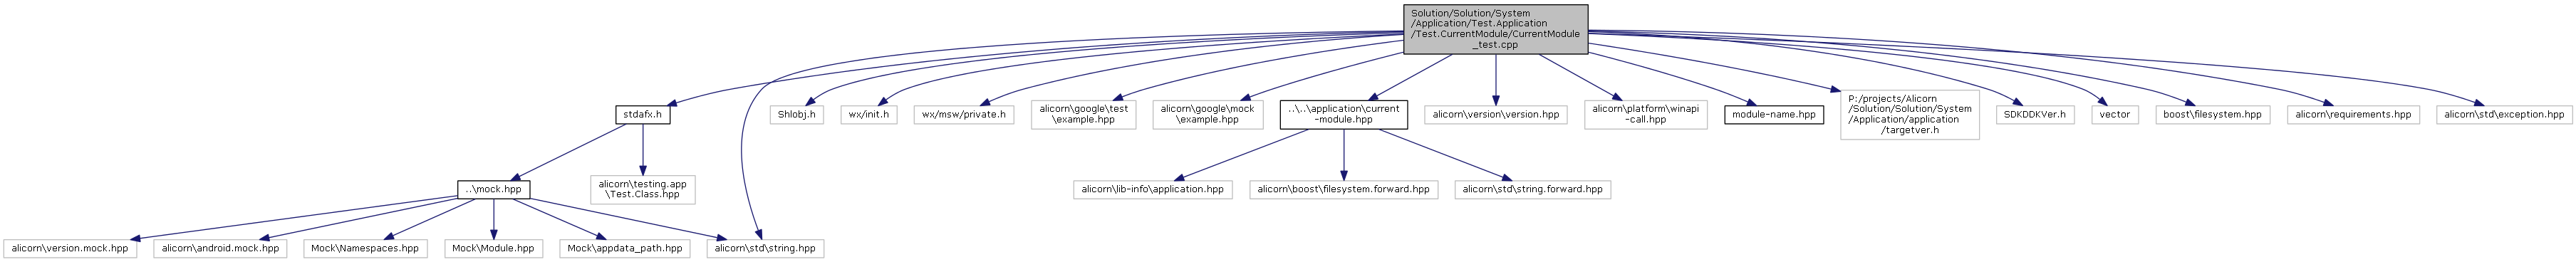 Solution/Solution/System
/Application/Test.Application
/Test.CurrentModule/CurrentModule
_test.cpp
stdafx.h
Shlobj.h
wx/init.h
wx/msw/private.h
alicorn\google\test
\example.hpp
alicorn\google\mock
\example.hpp
..\..\application\current
-module.hpp
alicorn\version\version.hpp
alicorn\platform\winapi
-call.hpp
module-name.hpp
P:/projects/Alicorn
/Solution/Solution/System
/Application/application
/targetver.h
SDKDDKVer.h
vector
boost\filesystem.hpp
alicorn\requirements.hpp
alicorn\std\exception.hpp
..\mock.hpp
alicorn\testing.app
\Test.Class.hpp
alicorn\lib-info\application.hpp
alicorn\boost\filesystem.forward.hpp
alicorn\std\string.forward.hpp
alicorn\version.mock.hpp
alicorn\android.mock.hpp
Mock\Namespaces.hpp
Mock\Module.hpp
Mock\appdata_path.hpp
alicorn\std\string.hpp